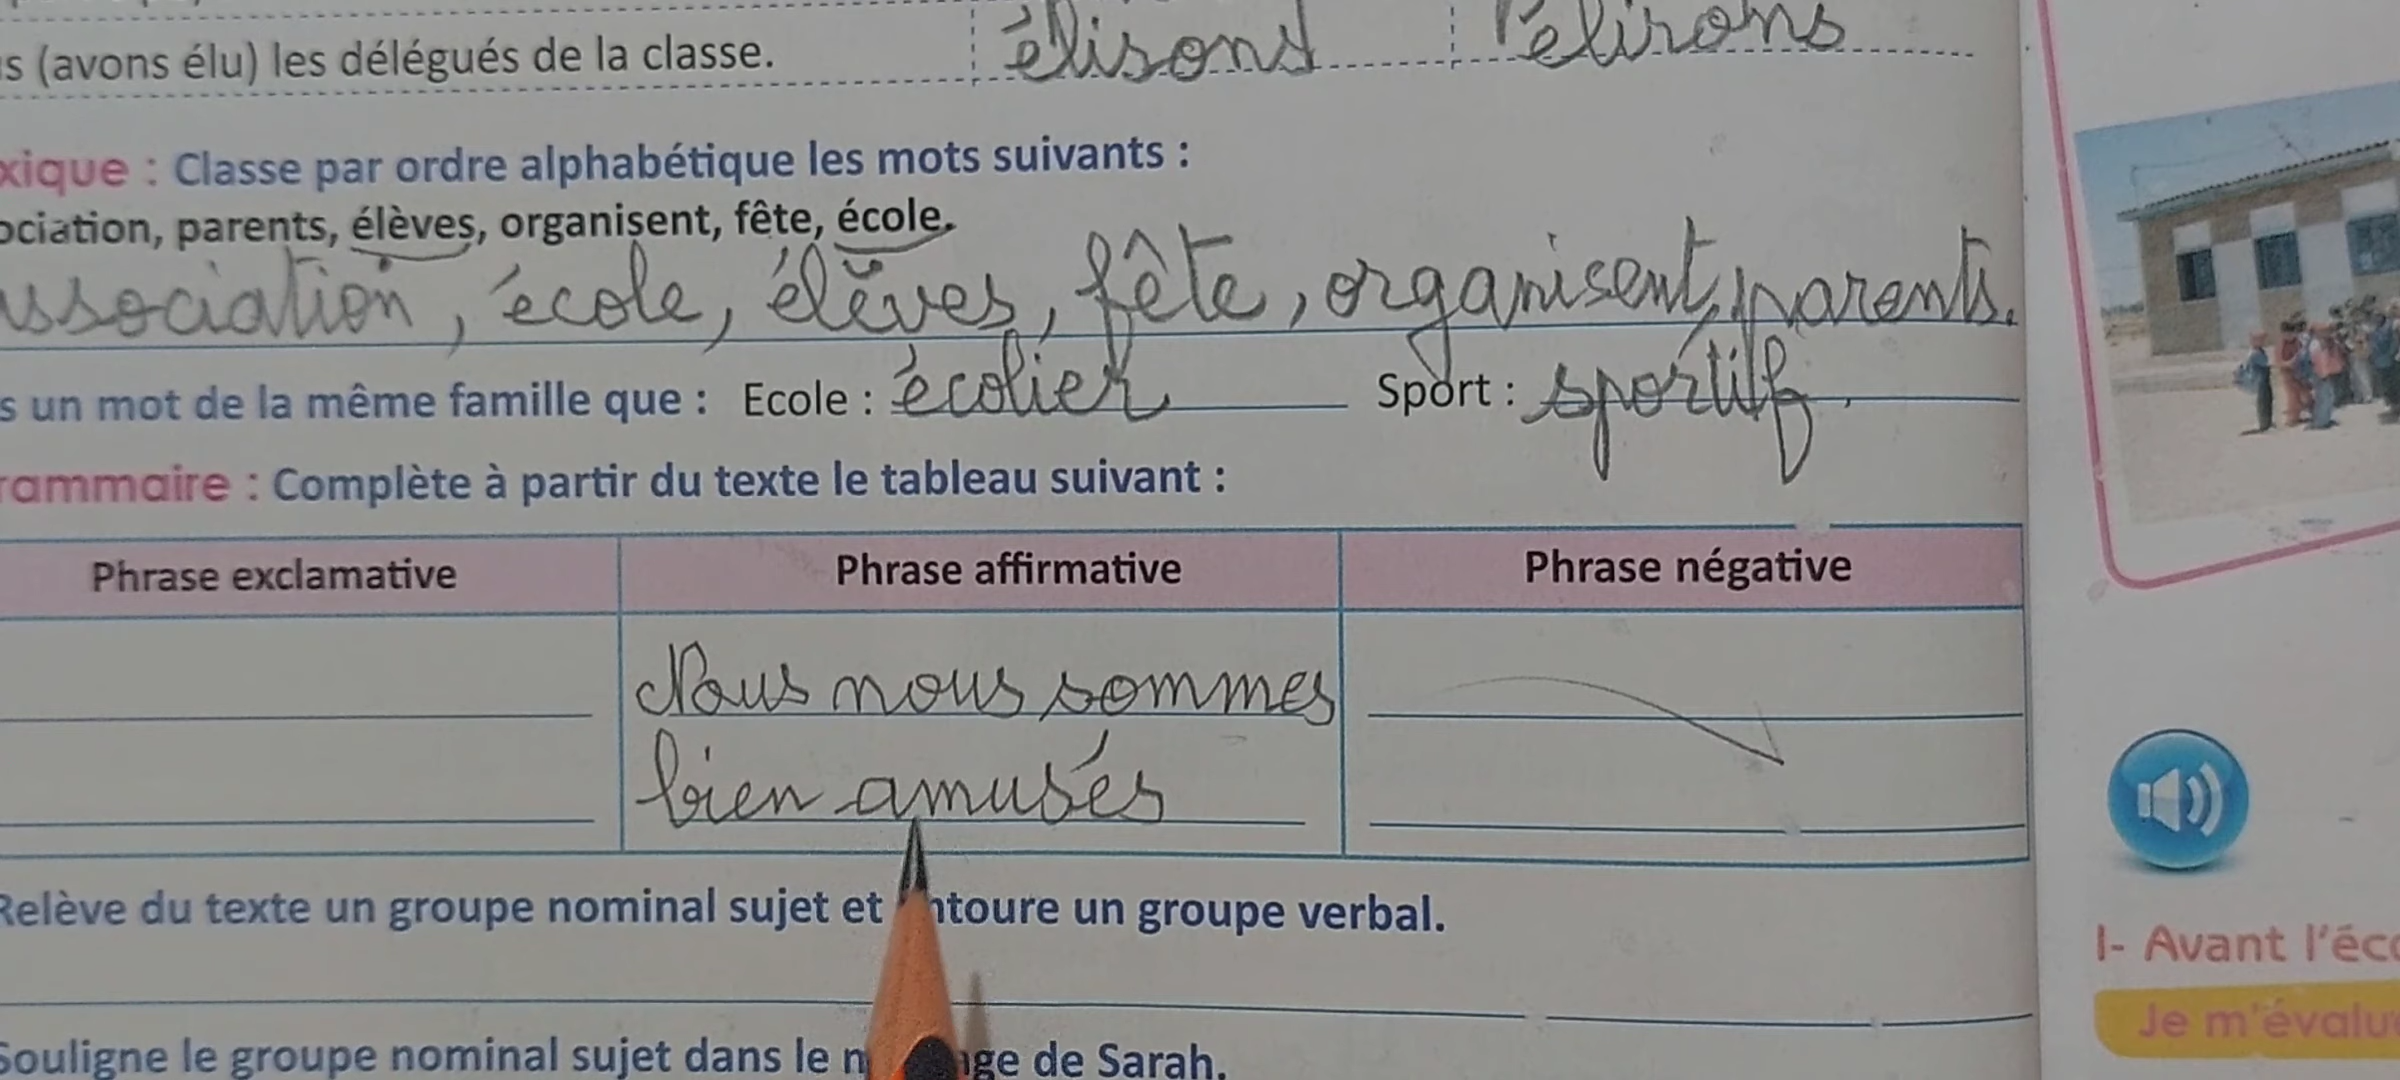 (avons élu) les délégués de la classe. élisons l'élirons
xique : Classe par ordre alphabétique les mots suivants :
ociation, parents, élèves, organisent, fête, école.
association, école, élèves, fête, organisent, parents.
s un mot de la même famille que : Ecole : écolier Sport : sportif
rammaire : Complète à partir du texte le tableau suivant :
Phrase exclamative Phrase affirmative Phrase négative
Nous nous sommes
bien amusés
Relève du texte un groupe nominal sujet et entoure un groupe verbal.
Souligne le groupe nominal sujet dans le de Sarah.
I- Avant l'éco
Je m'évalu